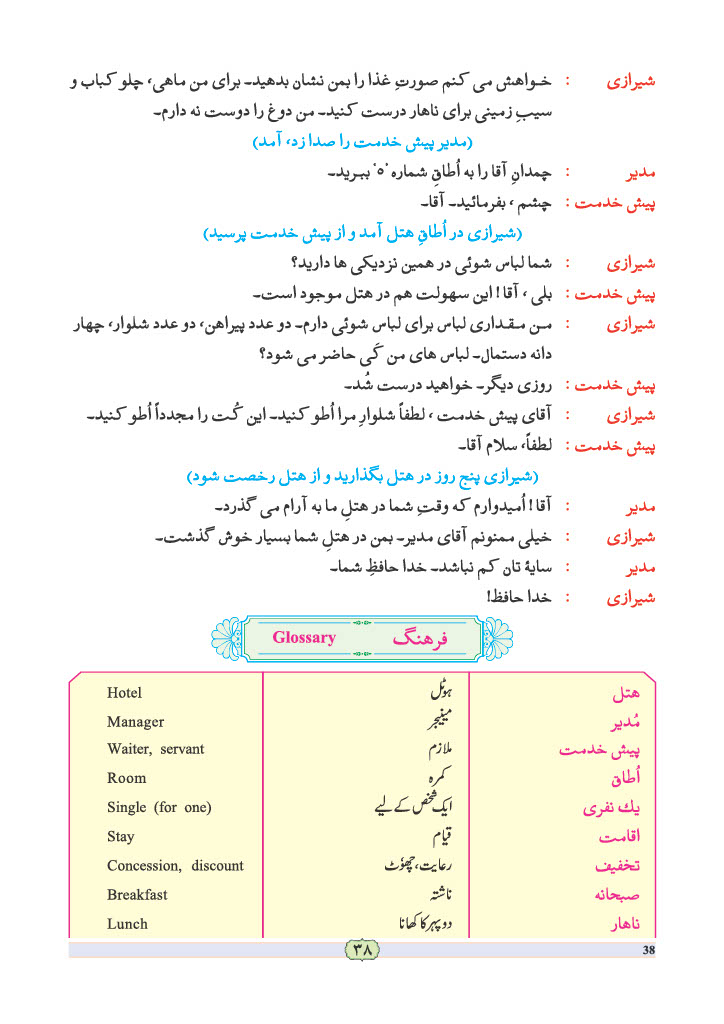 شیرازی : خواهش می کنم صورتِ غذا را بمن نشان بدهید۔ برای من ماهی، چلو کباب و
سیبِ زمینی برای ناهار درست کنید۔ من دوغ را دوست نه دارم۔
(مدیر پیش خدمت را صدا زد، آمد)
مدیر : چمدانِ آقا را به اُطاقِ شماره ’۵‘ ببرید۔
پیش خدمت : چشم ، بفرمائید۔ آقا۔
(شیرازی در اُطاقِ هتل آمد و از پیش خدمت پرسید)
شیرازی : شما لباس شوئی در همین نزدیکی ها دارید؟
پیش خدمت : بلی ، آقا ! این سهولت هم در هتل موجود است۔
شیرازی : من مقداری لباس برای لباس شوئی دارم۔ دو عدد پیراهن، دو عدد شلوار، چهار
دانه دستمال۔ لباس های من کَی حاضر می شود؟
پیش خدمت : روزی دیگر۔ خواهید درست شُد۔
شیرازی : آقای پیش خدمت ، لطفاً شلوارِ مرا اُطو کنید۔ این کُت را مجدداً اُطو کنید۔
پیش خدمت : لطفاً، سلام آقا۔
(شیرازی پنج روز در هتل بگذارید و از هتل رخصت شود)
مدیر : آقا ! اُمیدوارم که وقتِ شما در هتلِ ما به آرام می گذرد۔
شیرازی : خیلی ممنونم آقای مدیر۔ بمن در هتلِ شما بسیار خوش گذشت۔
مدیر : سایۂ تان کم نباشد۔ خدا حافظِ شما۔
شیرازی : خدا حافظ!
فرهنگ Glossary
هتل ہوٹل Hotel
مُدیر مینیجر Manager
پیش خدمت ملازم Waiter, servant
اُطاق کمرہ Room
یك نفری ایک شخص کے لیے Single (for one)
اقامت قیام Stay
تخفیف رعایت، چھوٗٹ Concession, discount
صبحانه ناشتہ Breakfast
ناهار دوپہر کا کھانا Lunch
۳۸ 38